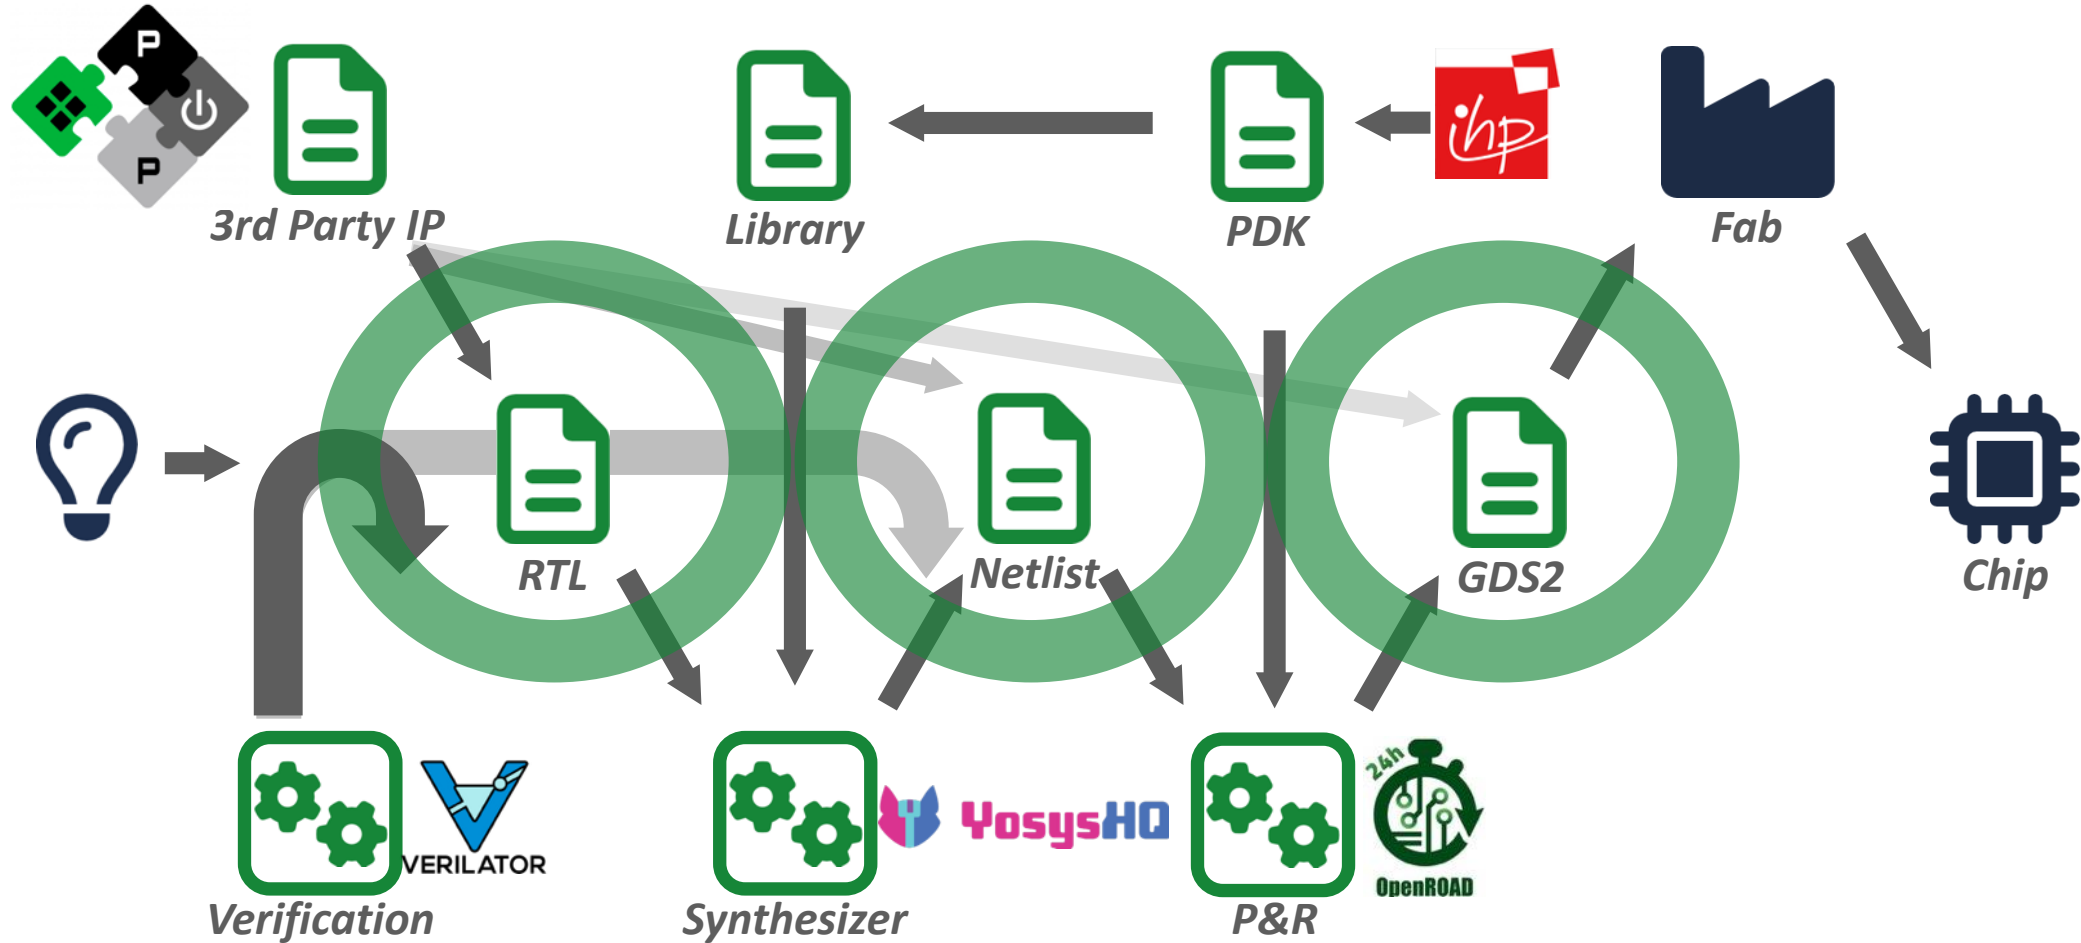 P
P
3rd Party IP
Library
PDK
ihp
Fab
RTL
Netlist
GDS2
Chip
VERILATOR
YosysHQ
24h
OpenROAD
Verification
Synthesizer
P&R